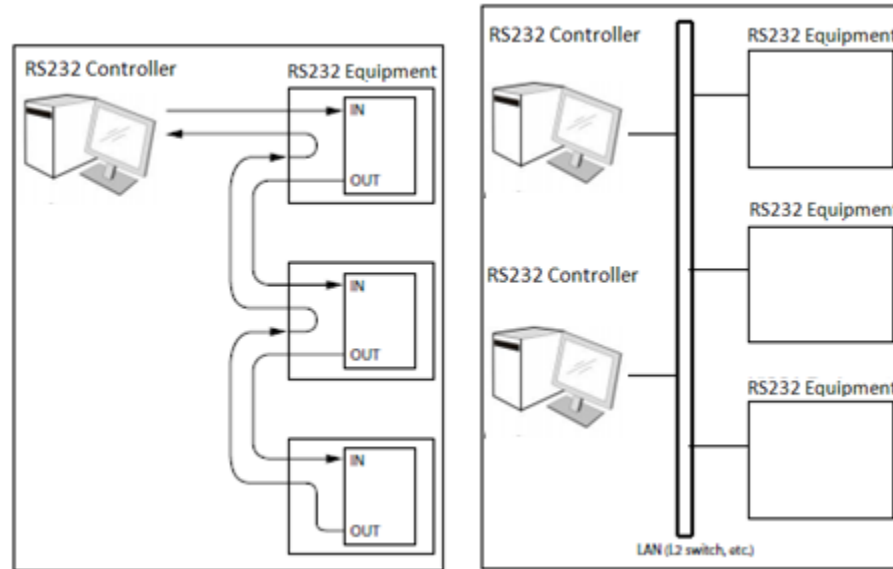 RS232 Controller
RS232 Equipment
IN
OUT
IN
OUT
IN
OUT
RS232 Controller
RS232 Equipment
RS232 Equipment
RS232 Controller
RS232 Equipment
LAN (L2 switch, etc.)